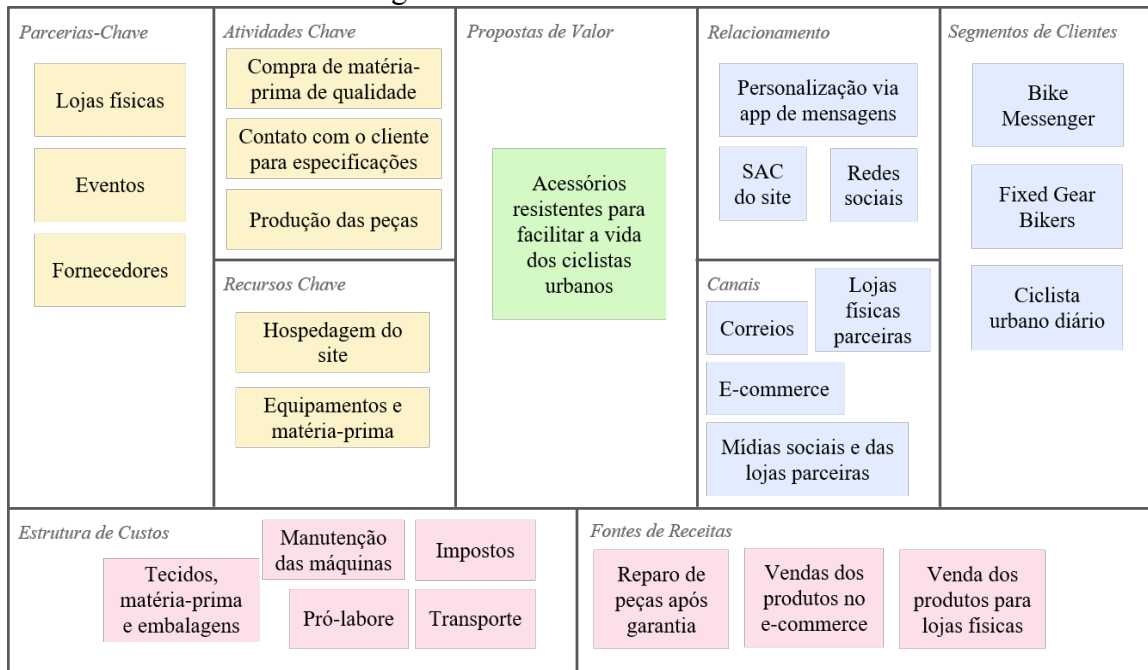 Parcerias-Chave
Lojas físicas
Eventos
Fornecedores
Atividades Chave
Compra de matéria-
prima de qualidade
Contato com o cliente
para especificações
Produção das peças
Recursos Chave
Hospedagem do
site
Equipamentos e
matéria-prima
Propostas de Valor
Acessórios
resistentes para
facilitar a vida
dos ciclistas
urbanos
Relacionamento
Personalização via
app de mensagens
SAC
do site
Redes
sociais
Canais
Correios
Lojas
físicas
parceiras
E-commerce
Mídias sociais e das
lojas parceiras
Segmentos de Clientes
Bike
Messenger
Fixed Gear
Bikers
Ciclista
urbano diário
Estrutura de Custos
Tecidos,
matéria-prima
e embalagens
Manutenção
das máquinas
Impostos
Pró-labore
Transporte
Fontes de Receitas
Reparo de
peças após
garantia
Vendas dos
produtos no
e-commerce
Venda dos
produtos para
lojas físicas